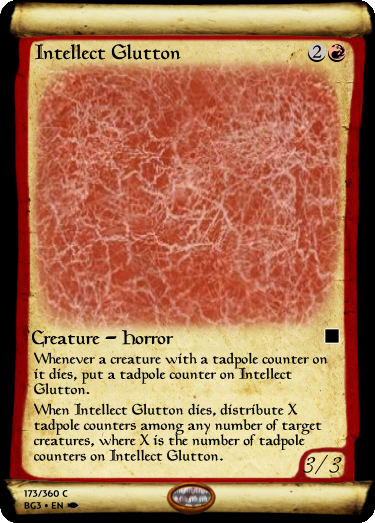 Intellect Glutton 2
Creature – Horror
Whenever a creature with a tadpole counter on
it dies, put a tadpole counter on Intellect
Glutton.
When Intellect Glutton dies, distribute X
tadpole counters among any number of target
creatures, where X is the number of tadpole
counters on Intellect Glutton.
3/3
173/360 C
BG3 • EN